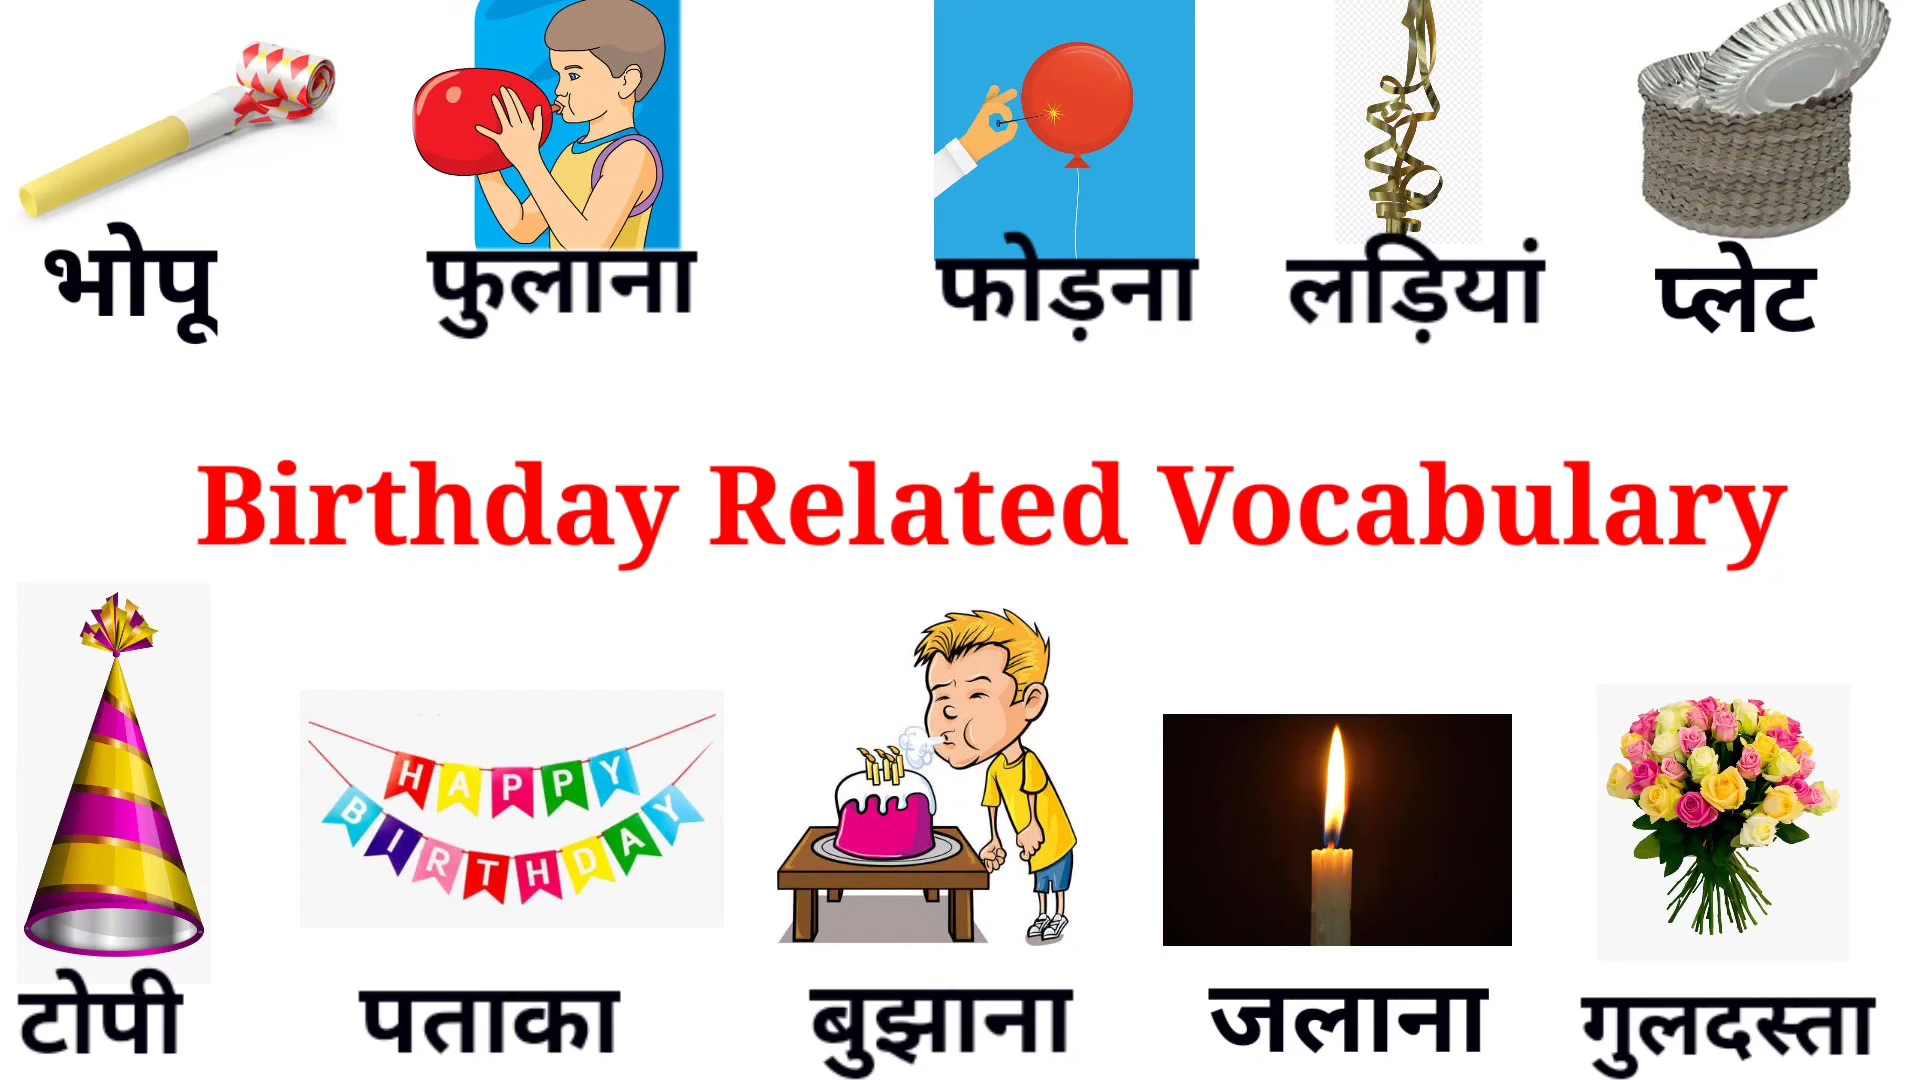 भोपू फुलाना फोड़ना लड़ियां प्लेट
Birthday Related Vocabulary
HAPPY
BIRTHDAY
टोपी पताका बुझाना जलाना गुलदस्ता